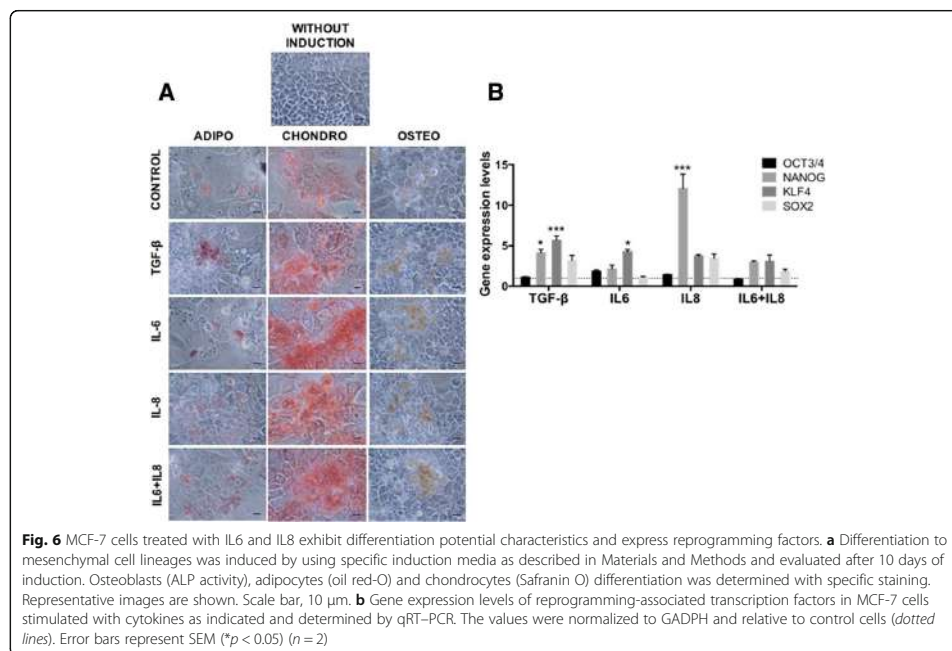 WITHOUT
INDUCTION
A
B
ADIPO CHONDRO OSTEO
CONTROL
TGF-β
IL-6
IL-8
IL6+IL8
OCT3/4
NANOG
KLF4
SOX2
Gene expression levels
15
10
5
0
* *** * ***
TGF-β IL6 IL8 IL6+IL8
Fig. 6 MCF-7 cells treated with IL6 and IL8 exhibit differentiation potential characteristics and express reprogramming factors. a Differentiation to
mesenchymal cell lineages was induced by using specific induction media as described in Materials and Methods and evaluated after 10 days of
induction. Osteoblasts (ALP activity), adipocytes (oil red-O) and chondrocytes (Safranin O) differentiation was determined with specific staining.
Representative images are shown. Scale bar, 10 μm. b Gene expression levels of reprogramming-associated transcription factors in MCF-7 cells
stimulated with cytokines as indicated and determined by qRT–PCR. The values were normalized to GADPH and relative to control cells (dotted
lines). Error bars represent SEM (*p < 0.05) (n = 2)